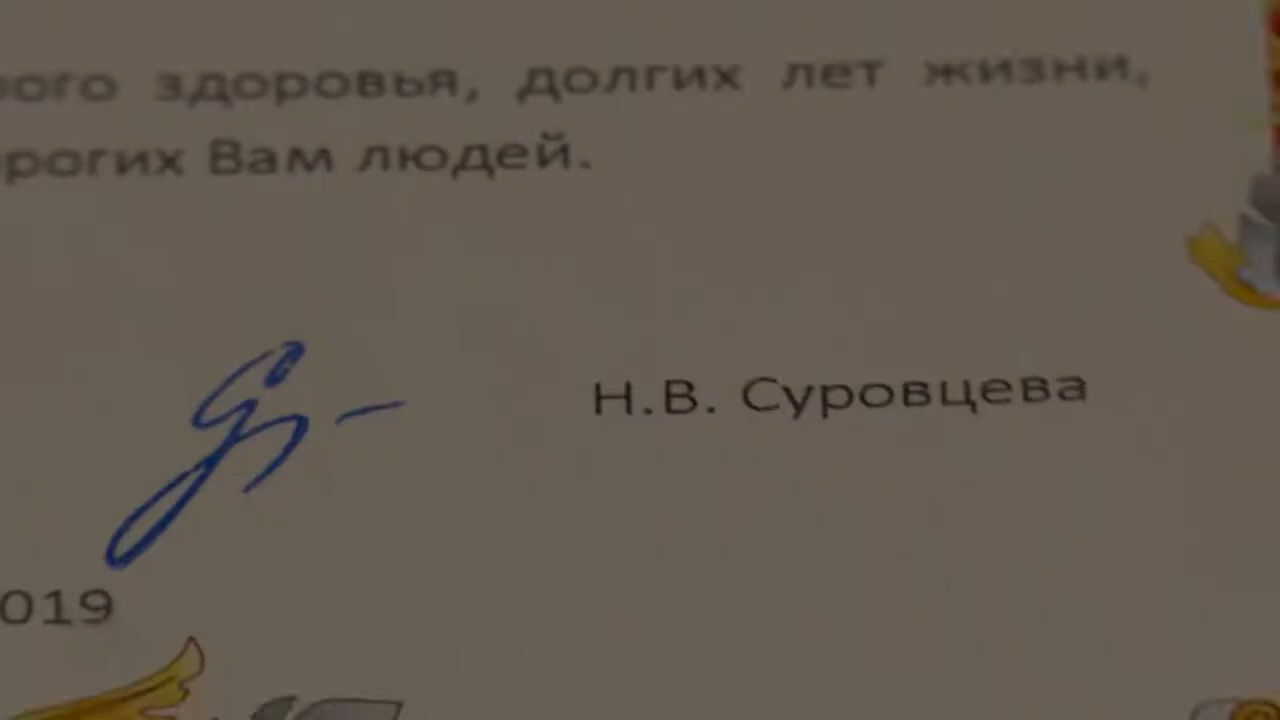 здоровья, долгих лет жизни,
Вам людей.
Н.В. Суровцева
019